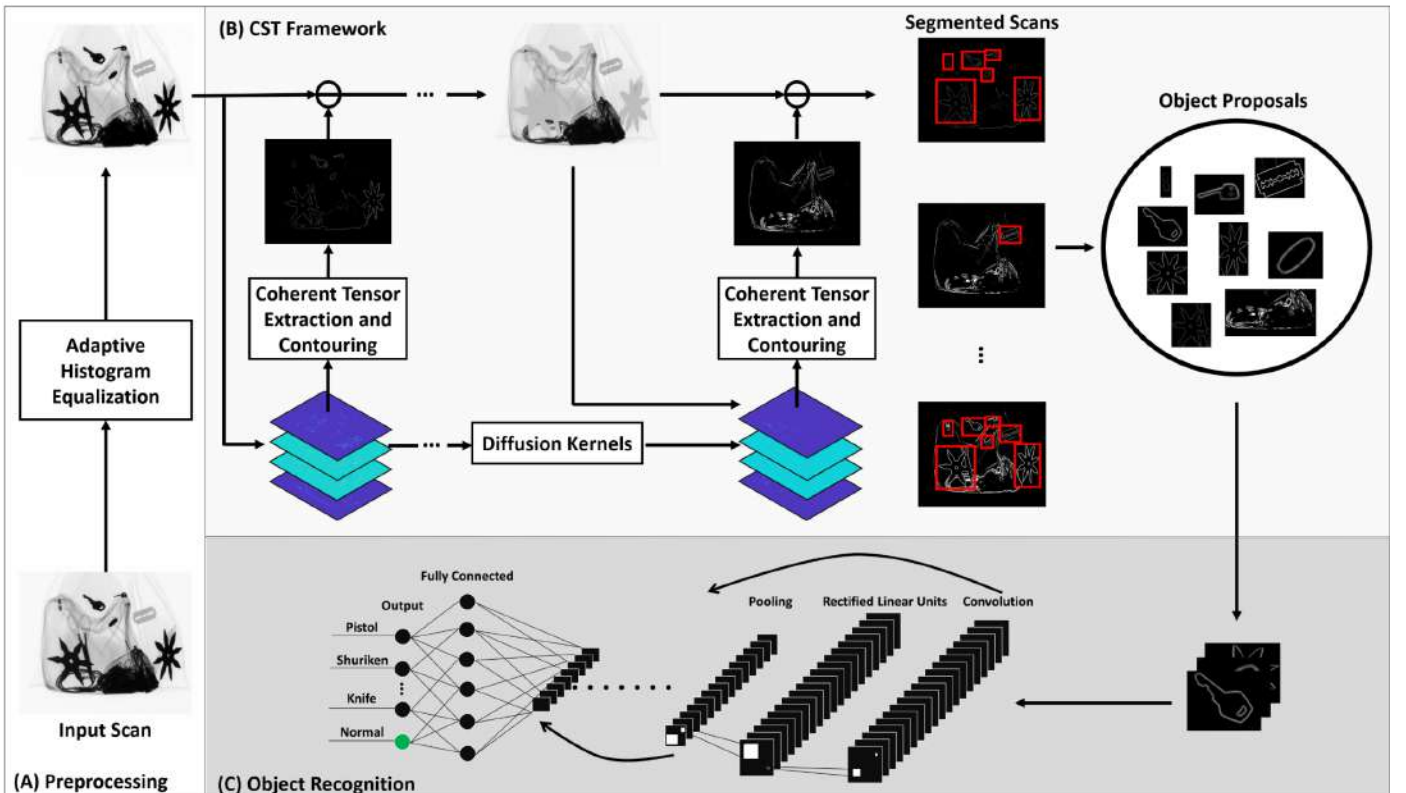 (B) CST Framework
Segmented Scans
Object Proposals
Coherent Tensor
Extraction and
Contouring
Coherent Tensor
Extraction and
Contouring
Adaptive
Histogram
Equalization
Diffusion Kernels
Input Scan
(A) Preprocessing
Fully Connected
Output
Pistol
Shuriken
Knife
Normal
Pooling
Rectified Linear Units
Convolution
(C) Object Recognition